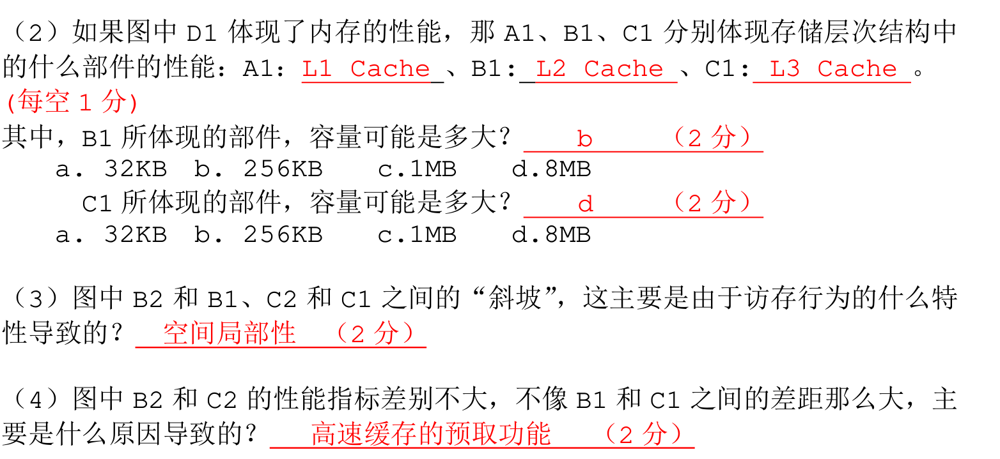 （2）如果图中 D1 体现了内存的性能，那 A1、B1、C1 分别体现存储层次结构中
的什么部件的性能：A1：L1 Cache 、B1： L2 Cache 、C1： L3 Cache 。
(每空 1 分)
其中，B1 所体现的部件，容量可能是多大？ b （2 分）
a. 32KB b. 256KB c.1MB d.8MB
C1 所体现的部件，容量可能是多大？ d （2 分）
a. 32KB b. 256KB c.1MB d.8MB
（3）图中 B2 和 B1、C2 和 C1 之间的“斜坡”，这主要是由于访存行为的什么特
性导致的？ 空间局部性 （2 分）
（4）图中 B2 和 C2 的性能指标差别不大，不像 B1 和 C1 之间的差距那么大，主
要是什么原因导致的？ 高速缓存的预取功能 （2 分）